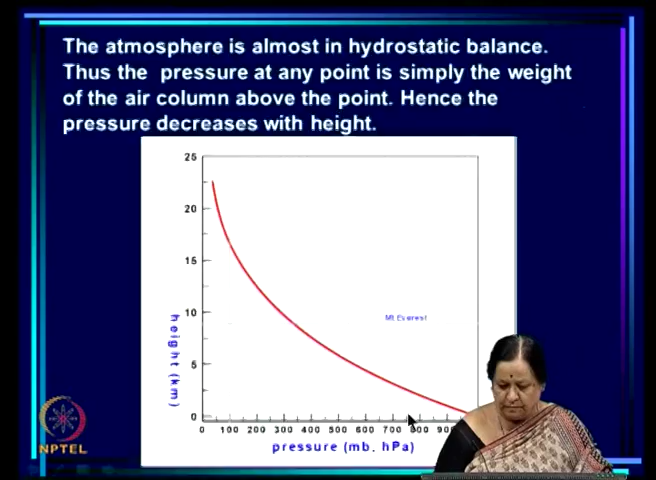 The atmosphere is almost in hydrostatic balance.
Thus the pressure at any point is simply the weight
of the air column above the point. Hence the
pressure decreases with height.
25
20
15
10
5
0
height (km)
Mt Everest
0 100 200 300 400 500 600 700 800
pressure (mb. hPa)
NPTEL